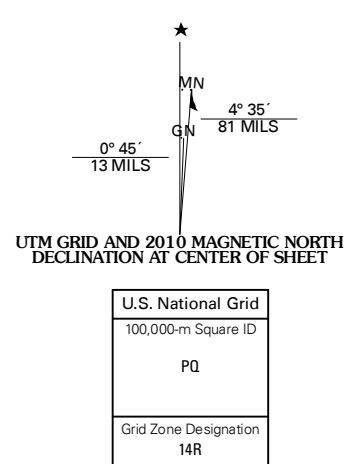 ★
MN
4° 35´
81 MILS
GN
0° 45´
13 MILS
UTM GRID AND 2010 MAGNETIC NORTH
DECLINATION AT CENTER OF SHEET
U.S. National Grid
100,000-m Square ID
PQ
Grid Zone Designation
14R